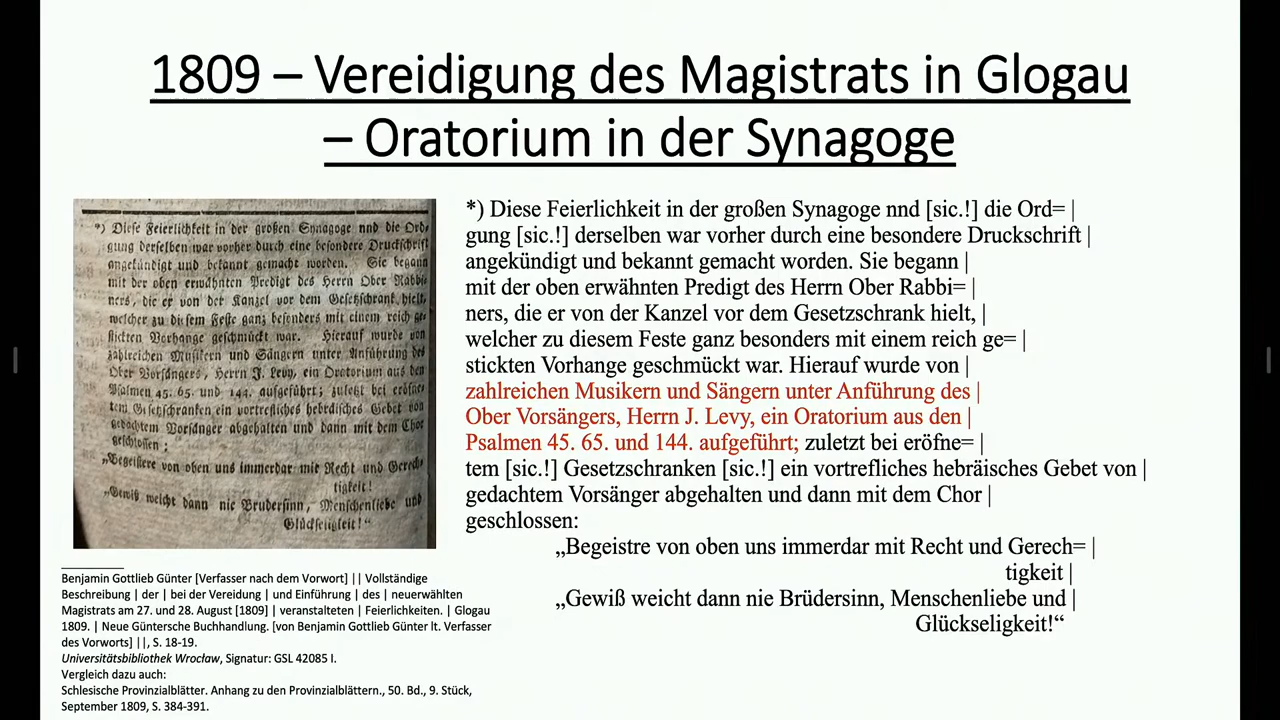 1809 – Vereidigung des Magistrats in Glogau
– Oratorium in der Synagoge
*) Diese Feierlichkeit in der großen Synagoge nnd die Ord-
gung derselben war vorher durch eine besondere Druckschrift
angekündigt und bekannt gemacht worden. Sie begann
mit der oben erwähnten Predigt des Herrn Ober Rabbi-
ners, die er von der Kanzel vor dem Gesetzschrank hielt,
welcher zu diesem Feste ganz besonders mit einem reich ge-
stickten Vorhange geschmückt war. Hierauf wurde von
zahlreichen Musikern und Sängern unter Anführung des
Ober Vorsängers, Herrn J. Levy, ein Oratorium aus den
Psalmen 45. 65. und 144. aufgeführt; zuletzt bei eröfne-
tem Gesetzschranken ein vortrefliches hebräisches Gebet von
gedachtem Vorsänger abgehalten und dann mit dem Chor
geschlossen:
„Begeistere von oben uns immerdar mit Recht und Gerech-
tigkeit!
„Gewiß weicht dann nie Brudersinn, Menschenliebe und
Glückseligkeit!“
*) Diese Feierlichkeit in der großen Synagoge nnd [sic.!] die Ord= |
gung [sic.!] derselben war vorher durch eine besondere Druckschrift |
angekündigt und bekannt gemacht worden. Sie begann |
mit der oben erwähnten Predigt des Herrn Ober Rabbi= |
ners, die er von der Kanzel vor dem Gesetzschrank hielt, |
welcher zu diesem Feste ganz besonders mit einem reich ge= |
stickten Vorhange geschmückt war. Hierauf wurde von |
zahlreichen Musikern und Sängern unter Anführung des |
Ober Vorsängers, Herrn J. Levy, ein Oratorium aus den |
Psalmen 45. 65. und 144. aufgeführt; zuletzt bei eröfne= |
tem [sic.!] Gesetzschranken [sic.!] ein vortrefliches hebräisches Gebet von |
gedachtem Vorsänger abgehalten und dann mit dem Chor |
geschlossen:
„Begeistre von oben uns immerdar mit Recht und Gerech= |
tigkeit |
„Gewiß weicht dann nie Brüdersinn, Menschenliebe und |
Glückseligkeit!“
Benjamin Gottlieb Günter [Verfasser nach dem Vorwort] || Vollständige
Beschreibung | der | bei der Vereidung | und Einführung | des | neuerwählten
Magistrats am 27. und 28. August [1809] | veranstalteten | Feierlichkeiten. | Glogau
1809. | Neue Güntersche Buchhandlung. [von Benjamin Gottlieb Günter lt. Verfasser
des Vorworts] ||, S. 18-19.
Universitätsbibliothek Wrocław, Signatur: GSL 42085 I.
Vergleich dazu auch:
Schlesische Provinzialblätter. Anhang zu den Provinzialblättern., 50. Bd., 9. Stück,
September 1809, S. 384-391.